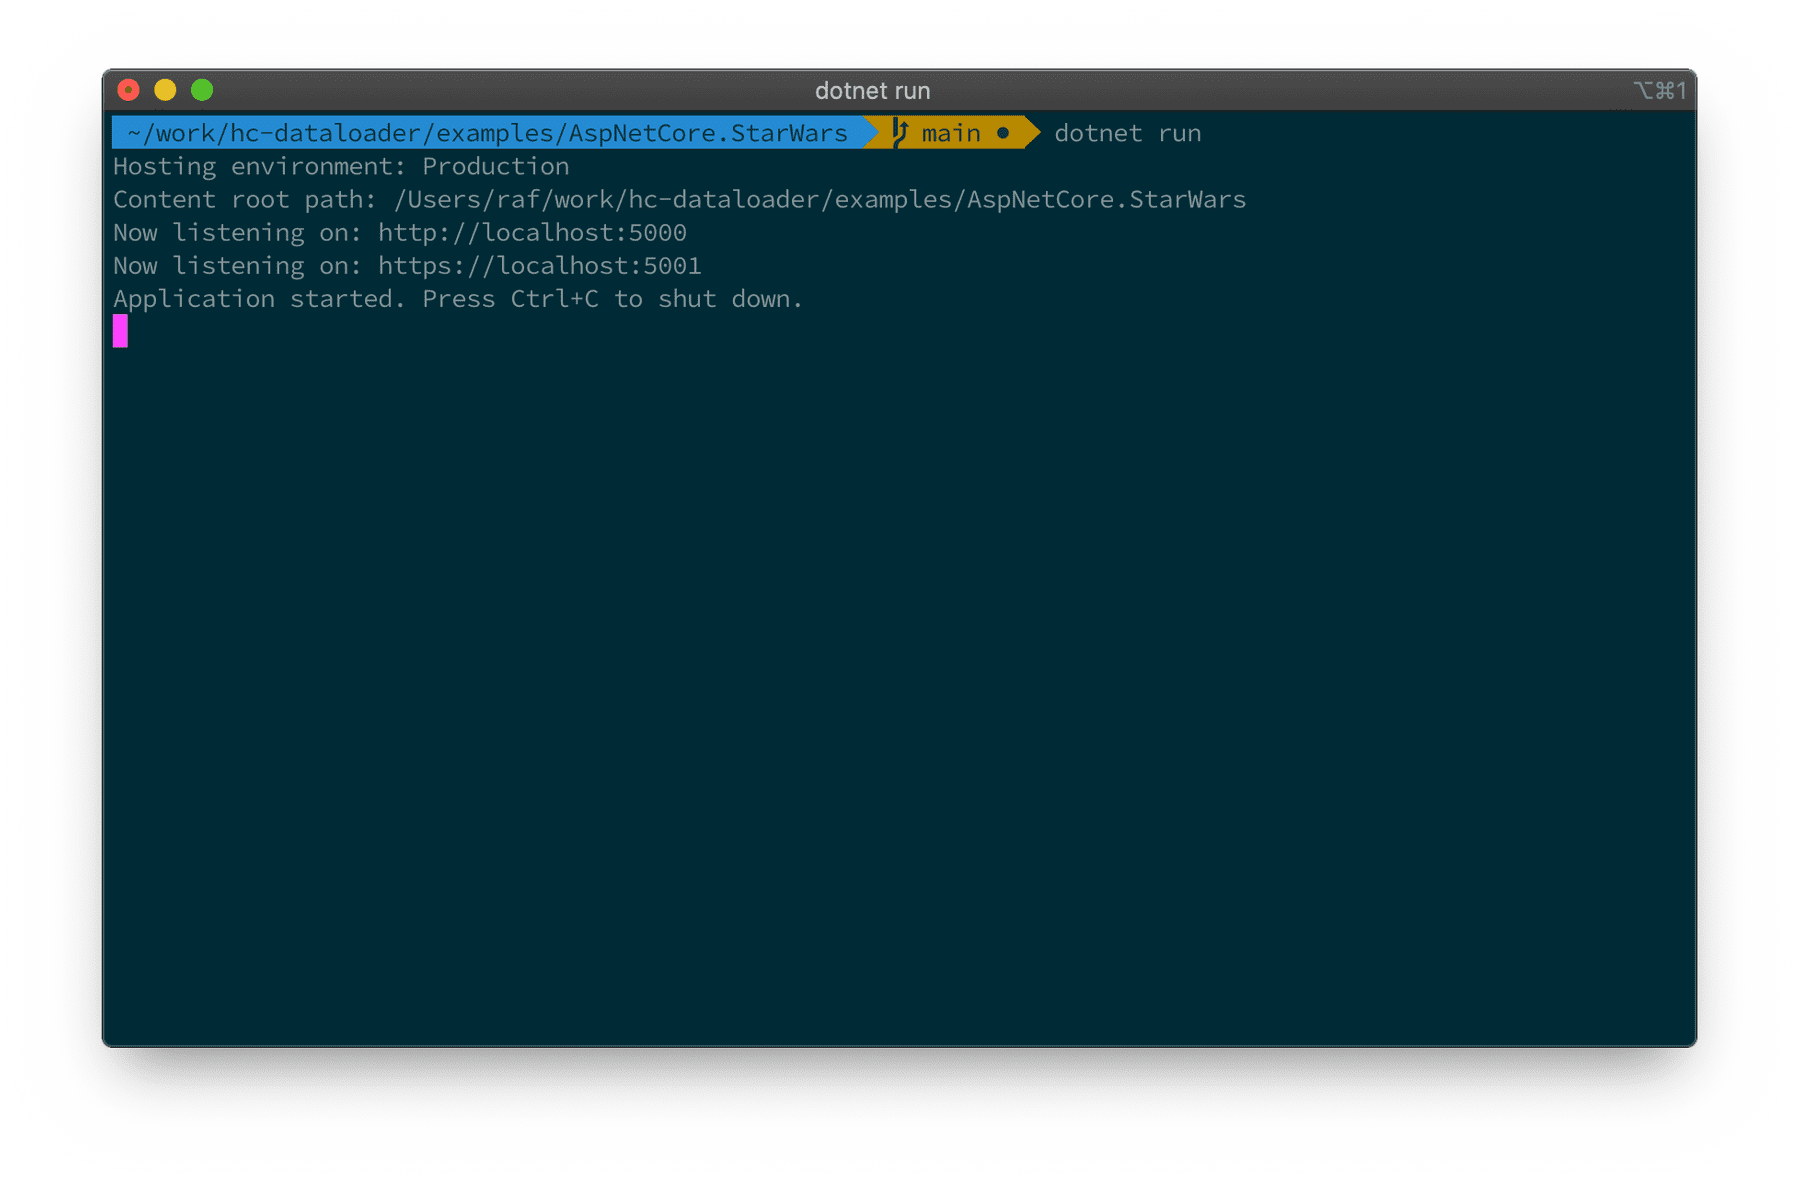 dotnet run
⌥⌘1
~/work/hc-dataloader/examples/AspNetCore.StarWars main ● dotnet run
Hosting environment: Production
Content root path: /Users/raf/work/hc-dataloader/examples/AspNetCore.StarWars
Now listening on: http://localhost:5000
Now listening on: https://localhost:5001
Application started. Press Ctrl+C to shut down.